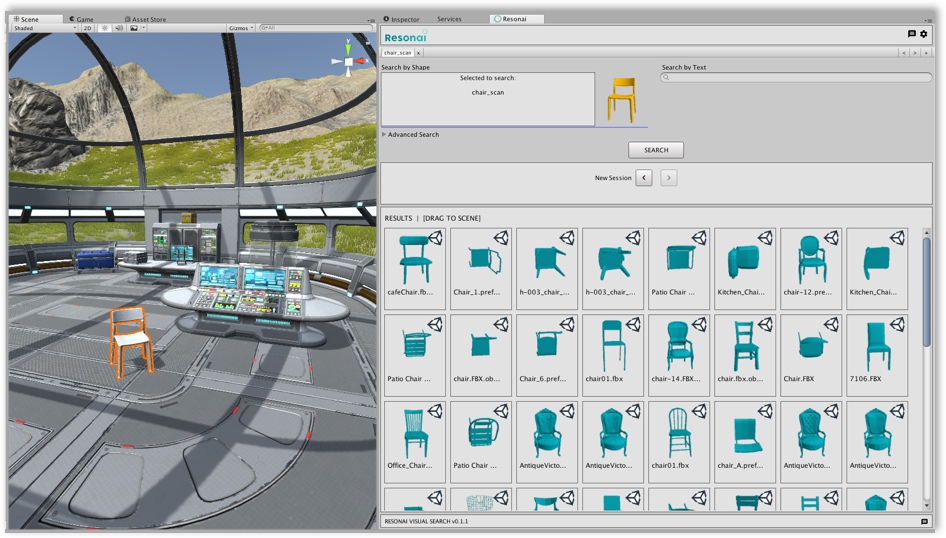 Scene Game Asset Store
Inspector Services Resonai
Shaded 2D Gizmos All
Resonai
chair_scan x
Search by Shape Search by Text
Selected to search:
chair_scan
Advanced Search
SEARCH
New Session < >
RESULTS | [DRAG TO SCENE]
cafeChair.fb... Chair_1.pref... h-003_chair_... h-003_chair_... Patio Chair ... Kitchen_Chai... chair-12.pre... Kitchen_Chai...
Patio Chair ... chair.FBX.ob... Chair_6.pref... chair01.fbx chair-14.FBX... chair.fbx.ob... Chair.FBX 7106.FBX
Office_Chair... Patio Chair ... AntiqueVicto... AntiqueVicto... chair01.fbx chair_A.pref... AntiqueVicto... AntiqueVicto...
RESONAI VISUAL SEARCH v0.1.1